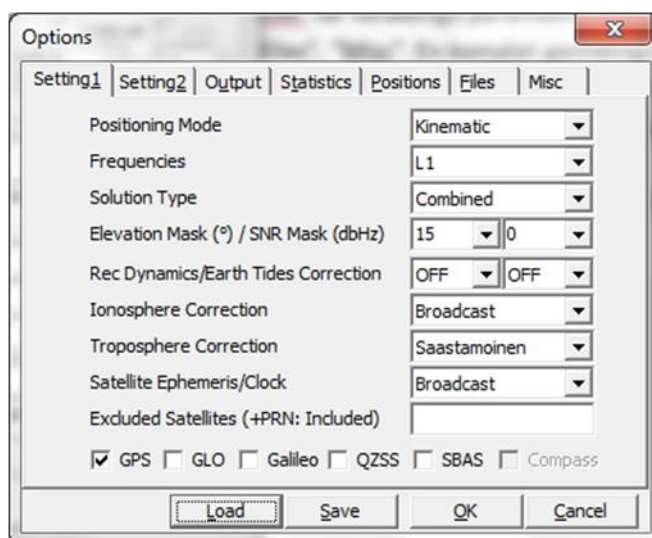 Options
Setting1 Setting2 Output Statistics Positions Files Misc
Positioning Mode Kinematic
Frequencies L1
Solution Type Combined
Elevation Mask (°) / SNR Mask (dbHz) 15 0
Rec Dynamics/Earth Tides Correction OFF OFF
Ionosphere Correction Broadcast
Troposphere Correction Saastamoinen
Satellite Ephemeris/Clock Broadcast
Excluded Satellites (+PRN: Included)
GPS GLO Galileo QZSS SBAS Compass
Load Save OK Cancel